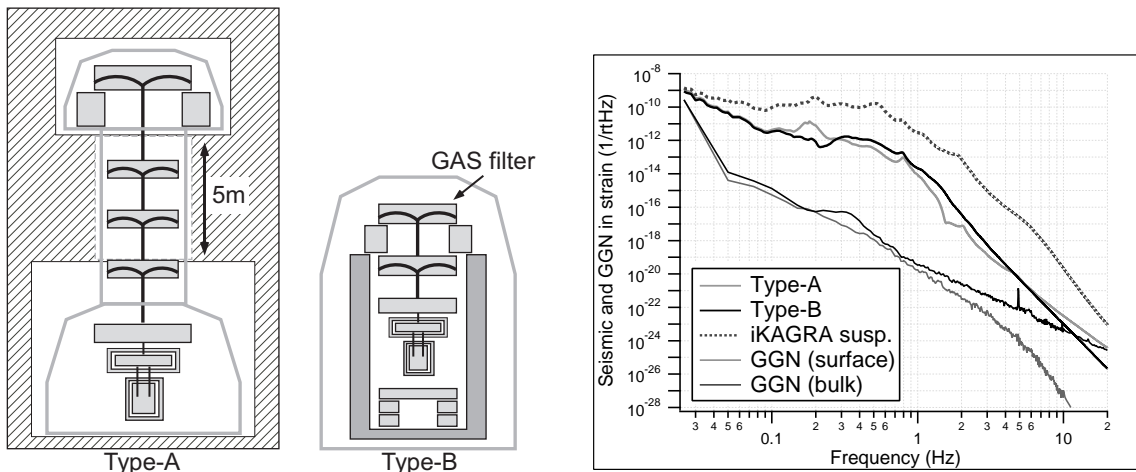 GAS filter
5m
Type-A
Type-B
Seismic and GGN in strain (1/rtHz)
10-8
10-10
10-12
10-14
10-16
10-18
10-20
10-22
10-24
10-26
10-28
Type-A
Type-B
iKAGRA susp.
GGN (surface)
GGN (bulk)
3 4 5 6 0.1 2 3 4 5 6 1 2 3 4 5 6 10 2
Frequency (Hz)